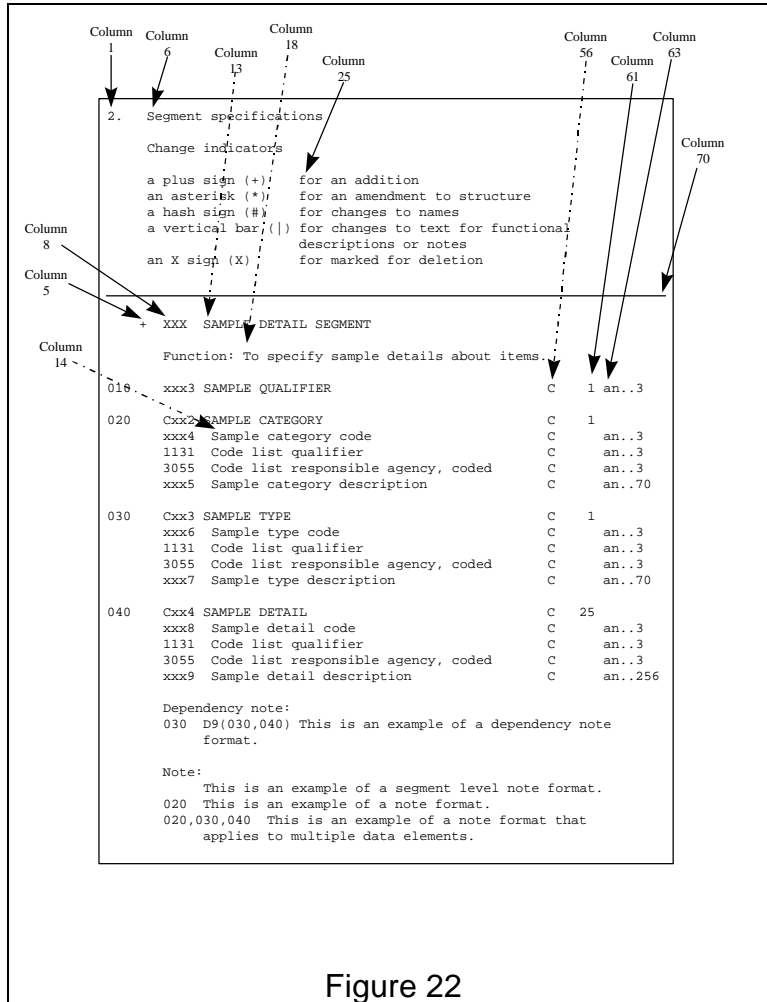 Column 1
Column 6
Column 13
Column 18
Column 25
Column 56
Column 61
Column 63
Column 70
Column 8
Column 5
Column 14
2. Segment specifications
Change indicators
a plus sign (+) for an addition
an asterisk (*) for an amendment to structure
a hash sign (#) for changes to names
a vertical bar (|) for changes to text for functional
descriptions or notes
an X sign (X) for marked for deletion
+ XXX SAMPLE DETAIL SEGMENT
Function: To specify sample details about items.
010 xxx3 SAMPLE QUALIFIER C 1 an..3
020 Cxx2 SAMPLE CATEGORY C 1
xxx4 Sample category code C an..3
1131 Code list qualifier C an..3
3055 Code list responsible agency, coded C an..3
xxx5 Sample category description C an..70
030 Cxx3 SAMPLE TYPE C 1
xxx6 Sample type code C an..3
1131 Code list qualifier C an..3
3055 Code list responsible agency, coded C an..3
xxx7 Sample type description C an..70
040 Cxx4 SAMPLE DETAIL C 25
xxx8 Sample detail code C an..3
1131 Code list qualifier C an..3
3055 Code list responsible agency, coded C an..3
xxx9 Sample detail description C an..256
Dependency note:
030 D9(030,040) This is an example of a dependency note
format.
Note:
This is an example of a segment level note format.
020 This is an example of a note format.
020,030,040 This is an example of a note format that
applies to multiple data elements.
Figure 22